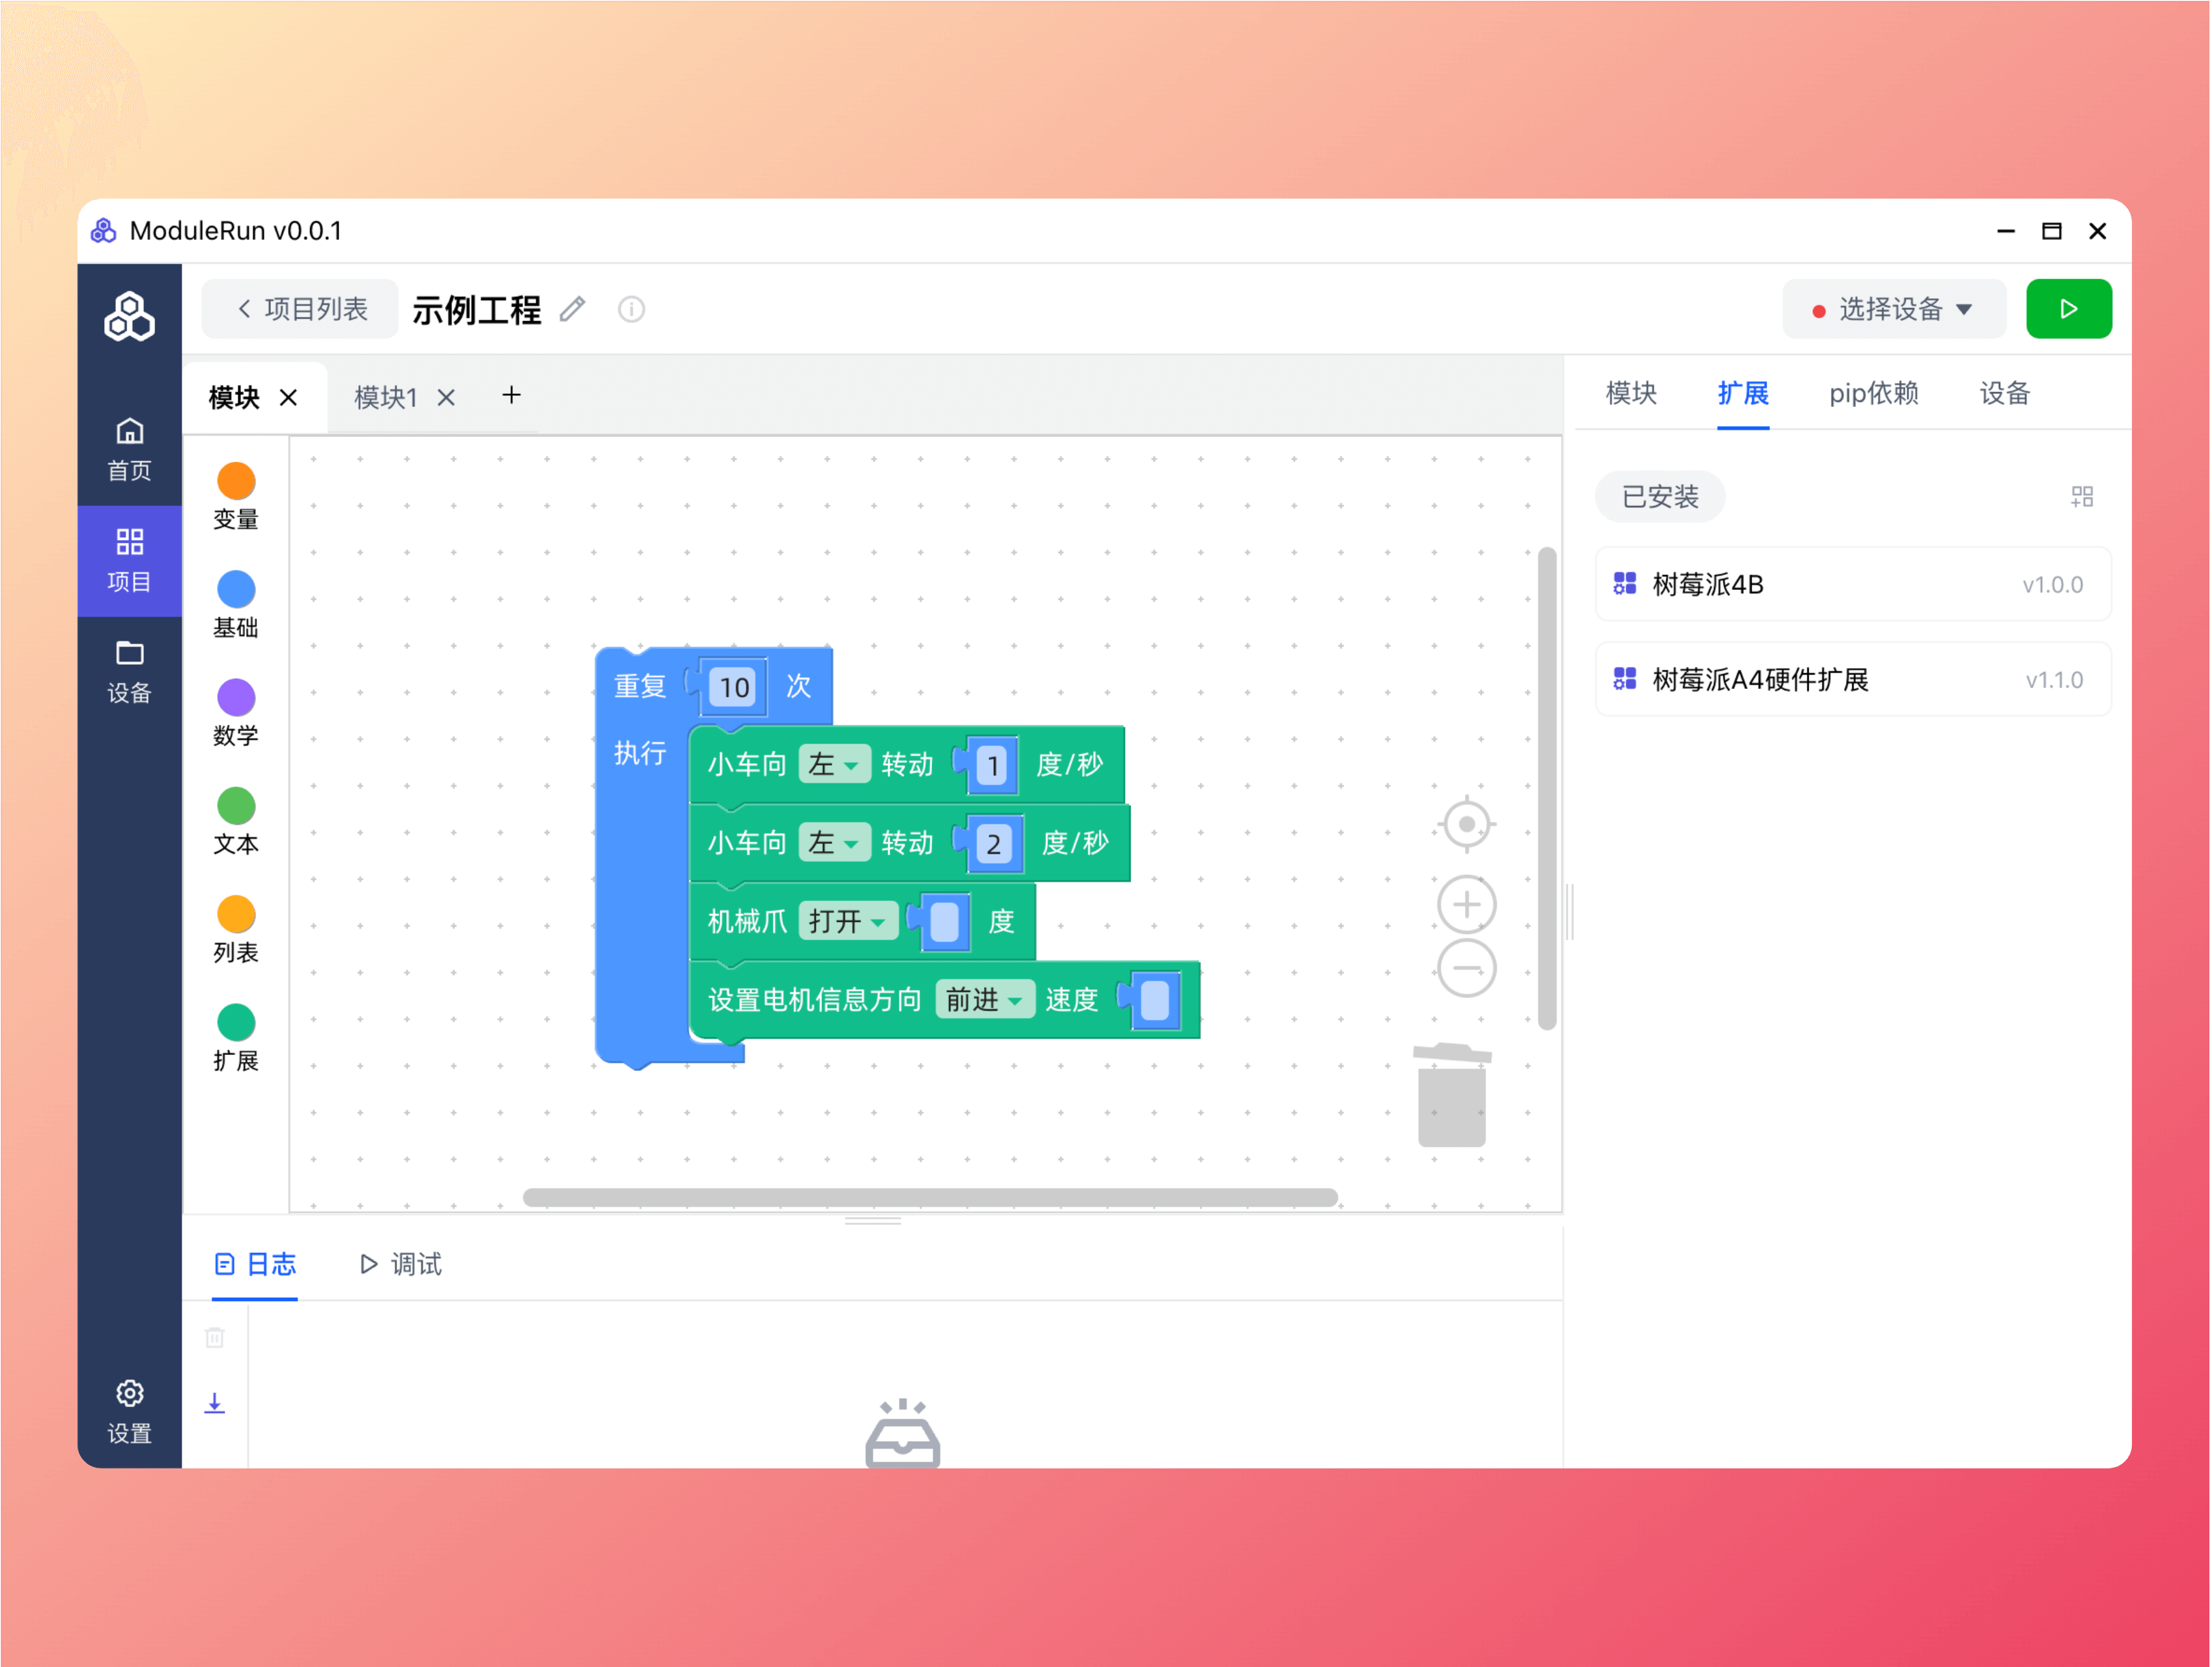 ModuleRun v0.0.1
项目列表 示例工程 选择设备
首页
项目
设备
设置
模块 模块1
变量
基础
数学
文本
列表
扩展
重复 10 次
执行
小车向 左 转动 1 度/秒
小车向 左 转动 2 度/秒
机械爪 打开 度
设置电机信息方向 前进 速度
日志 调试
模块 扩展 pip依赖 设备
已安装
树莓派4B v1.0.0
树莓派A4硬件扩展 v1.1.0